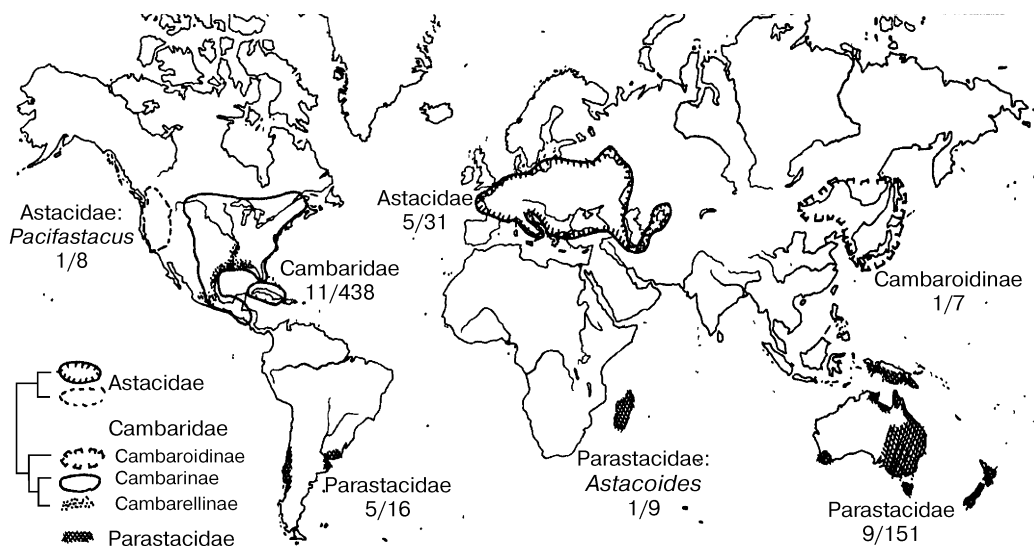 Astacidae:
Pacifastacus
1/8
Astacidae
5/31
Cambaridae
11/438
Cambaroidinae
1/7
Astacidae
Cambaridae
Cambaroidinae
Cambarinae
Cambarellinae
Parastacidae
Parastacidae
5/16
Parastacidae:
Astacoides
1/9
Parastacidae
9/151